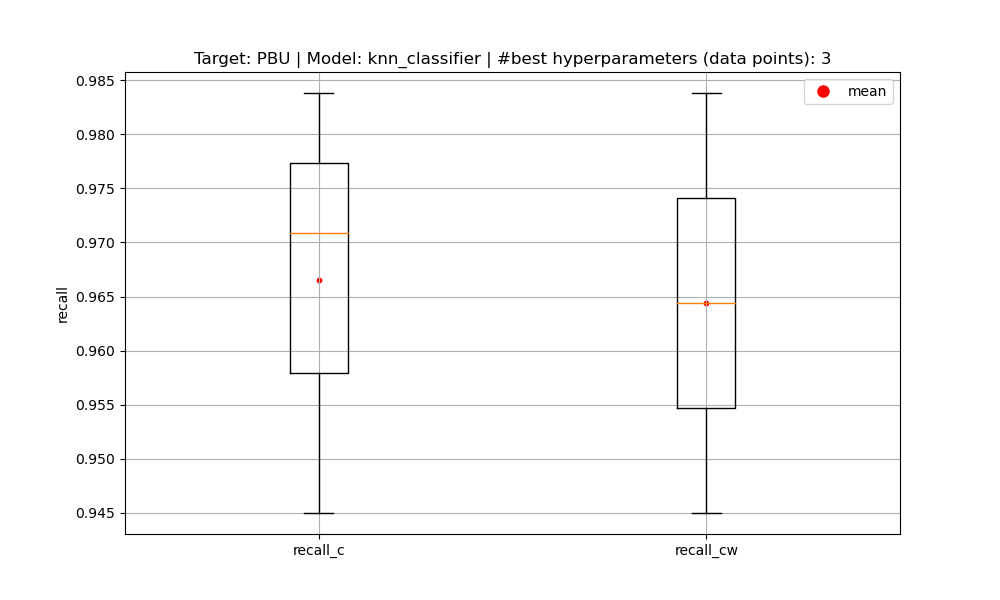 Target: PBU | Model: knn_classifier | #best hyperparameters (data points): 3
mean
0.985
0.980
0.975
0.970
0.965
0.960
0.955
0.950
0.945
recall
recall_c
recall_cw